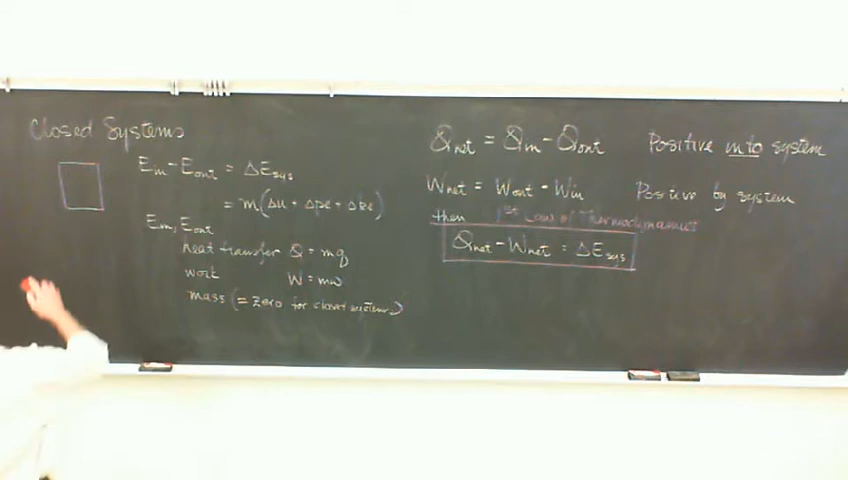 Closed Systems
Ein - Eout = ΔEsys
= m(Δu + Δpe + Δke)
Ein, Eout
heat transfer Q = mq
work W = mw
mass (= zero for closed systems)
Qnet = Qin - Qout Positive into system
Wnet = Wout - Win Positive by system
then 1st Law of Thermodynamics
Qnet - Wnet = ΔEsys